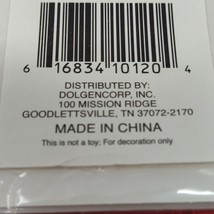 6 16834 10120 4
DISTRIBUTED BY:
DOLGENCORP, INC.
100 MISSION RIDGE
GOODLETTSVILLE, TN 37072-2170
MADE IN CHINA
This is not a toy; For decoration only